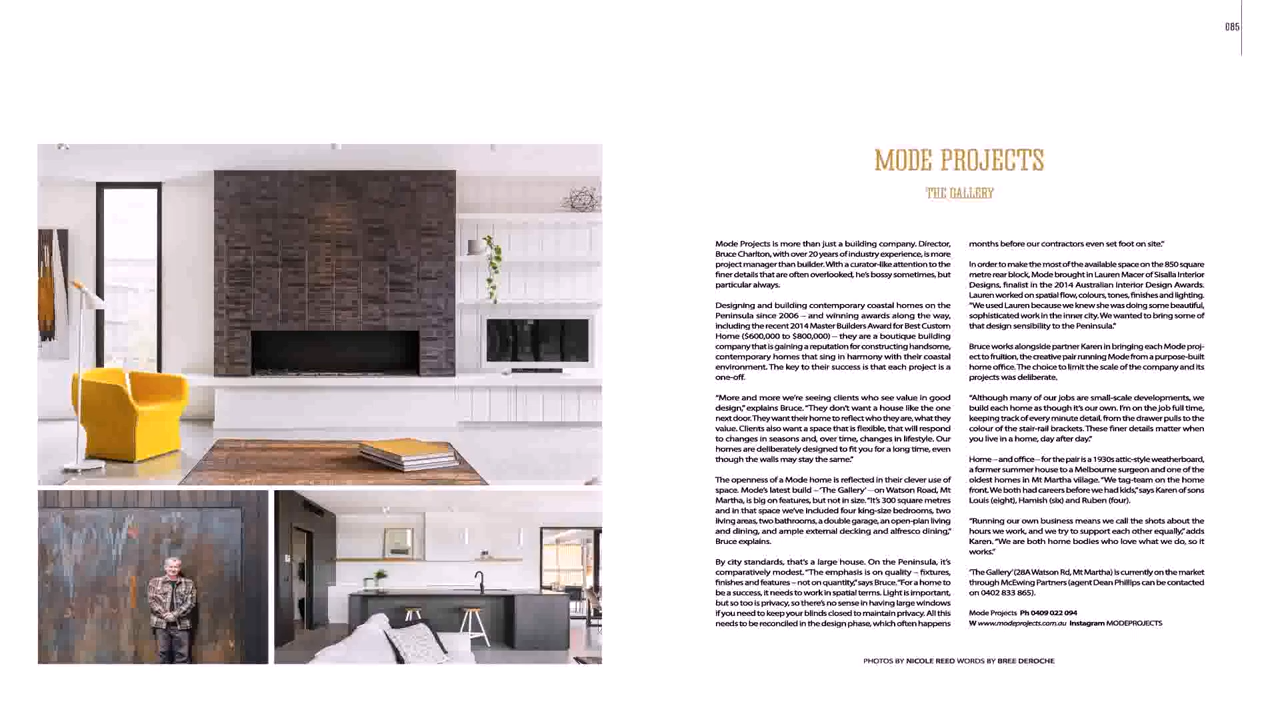 085
MODE PROJECTS
THE GALLERY
Mode Projects is more than just a building company. Director,
Bruce Charlton, with over 20 years of industry experience, is more
project manager than builder. With a curator-like attention to the
finer details that are often overlooked, he's bossy sometimes, but
particular always.
Designing and building contemporary coastal homes on the
Peninsula since 2006 – and winning awards along the way,
including the recent 2014 Master Builders Award for Best Custom
Home ($600,000 to $800,000) – they are a boutique building
company that is gaining a reputation for constructing handsome,
contemporary homes that sing in harmony with their coastal
environment. The key to their success is that each project is a
one-off.
"More and more we're seeing clients who see value in good
design," explains Bruce. "They don't want a house like the one
next door. They want their home to reflect who they are, what they
value. Clients also want a space that is flexible, that will respond
to changes in seasons and, over time, changes in lifestyle. Our
homes are deliberately designed to fit you for a long time, even
though the walls may stay the same."
The openness of a Mode home is reflected in their clever use of
space. Mode's latest build – 'The Gallery' – on Watson Road, Mt
Martha, is big on features, but not in size. "It's 300 square metres
and in that space we've included four king-size bedrooms, two
living areas, two bathrooms, a double garage, an open-plan living
and dining, and ample external decking and alfresco dining,"
Bruce explains.
By city standards, that's a large house. On the Peninsula, it's
comparatively modest. "The emphasis is on quality – fixtures,
finishes and features – not on quantity," says Bruce. "For a home to
be a success, it needs to work in spatial terms. Light is important,
but so too is privacy, so there's no sense in having large windows
if you need to keep your blinds closed to maintain privacy. All this
needs to be reconciled in the design phase, which often happens
months before our contractors even set foot on site."
In order to make the most of the available space on the 850 square
metre rear block, Mode brought in Lauren Macer of Sisalla Interior
Designs, finalist in the 2014 Australian Interior Design Awards.
Lauren worked on spatial flow, colours, tones, finishes and lighting.
"We used Lauren because we knew she was doing some beautiful,
sophisticated work in the inner city. We wanted to bring some of
that design sensibility to the Peninsula."
Bruce works alongside partner Karen in bringing each Mode proj-
ect to fruition, the creative pair running Mode from a purpose-built
home office. The choice to limit the scale of the company and its
projects was deliberate.
"Although many of our jobs are small-scale developments, we
build each home as though it's our own. I'm on the job full time,
keeping track of every minute detail, from the drawer pulls to the
colour of the stair-rail brackets. These finer details matter when
you live in a home, day after day."
Home – and office – for the pair is a 1930s attic-style weatherboard,
a former summer house to a Melbourne surgeon and one of the
oldest homes in Mt Martha village. "We tag-team on the home
front. We both had careers before we had kids," says Karen of sons
Louis (eight), Hamish (six) and Ruben (four).
"Running our own business means we call the shots about the
hours we work, and we try to support each other equally," adds
Karen. "We are both home bodies who love what we do, so it
works."
'The Gallery' (28A Watson Rd, Mt Martha) is currently on the market
through McEwing Partners (agent Dean Phillips can be contacted
on 0402 833 865).
Mode Projects Ph 0409 022 094
W www.modeprojects.com.au Instagram MODEPROJECTS
PHOTOS BY NICOLE REED WORDS BY BREE DEROCHE